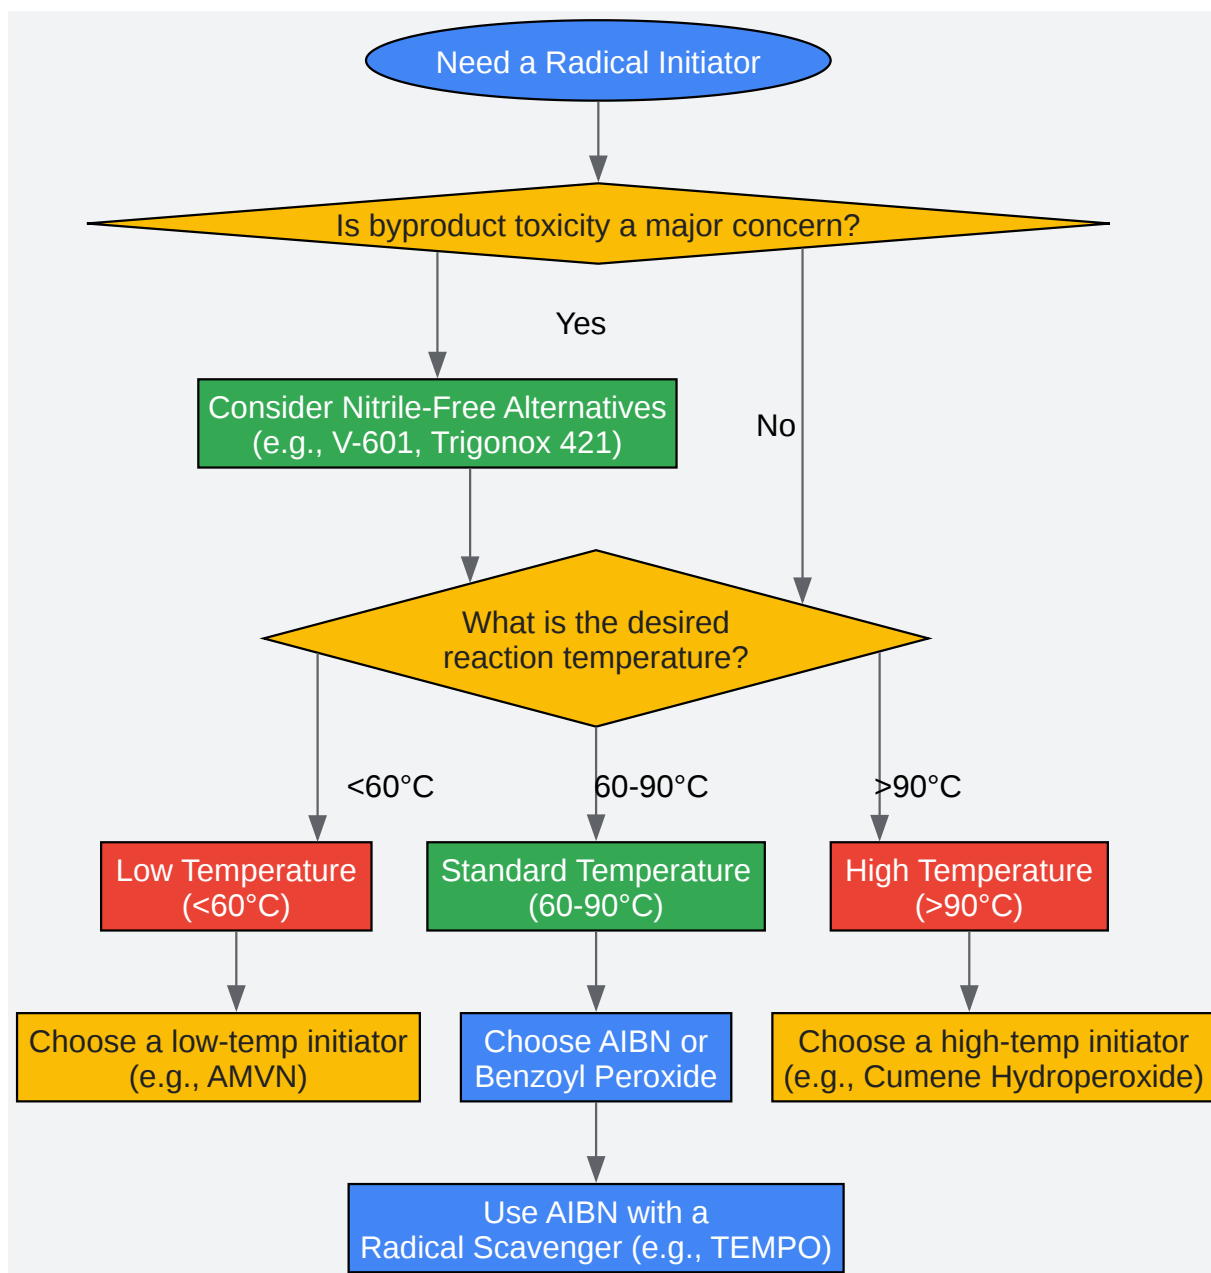 Need a Radical Initiator
Is byproduct toxicity a major concern?
Yes
Consider Nitrile-Free Alternatives
(e.g., V-601, Trigonox 421)
No
What is the desired
reaction temperature?
<60°C
60-90°C
>90°C
Low Temperature
(<60°C)
Standard Temperature
(60-90°C)
High Temperature
(>90°C)
Choose a low-temp initiator
(e.g., AMVN)
Choose AIBN or
Benzoyl Peroxide
Choose a high-temp initiator
(e.g., Cumene Hydroperoxide)
Use AIBN with a
Radical Scavenger (e.g., TEMPO)